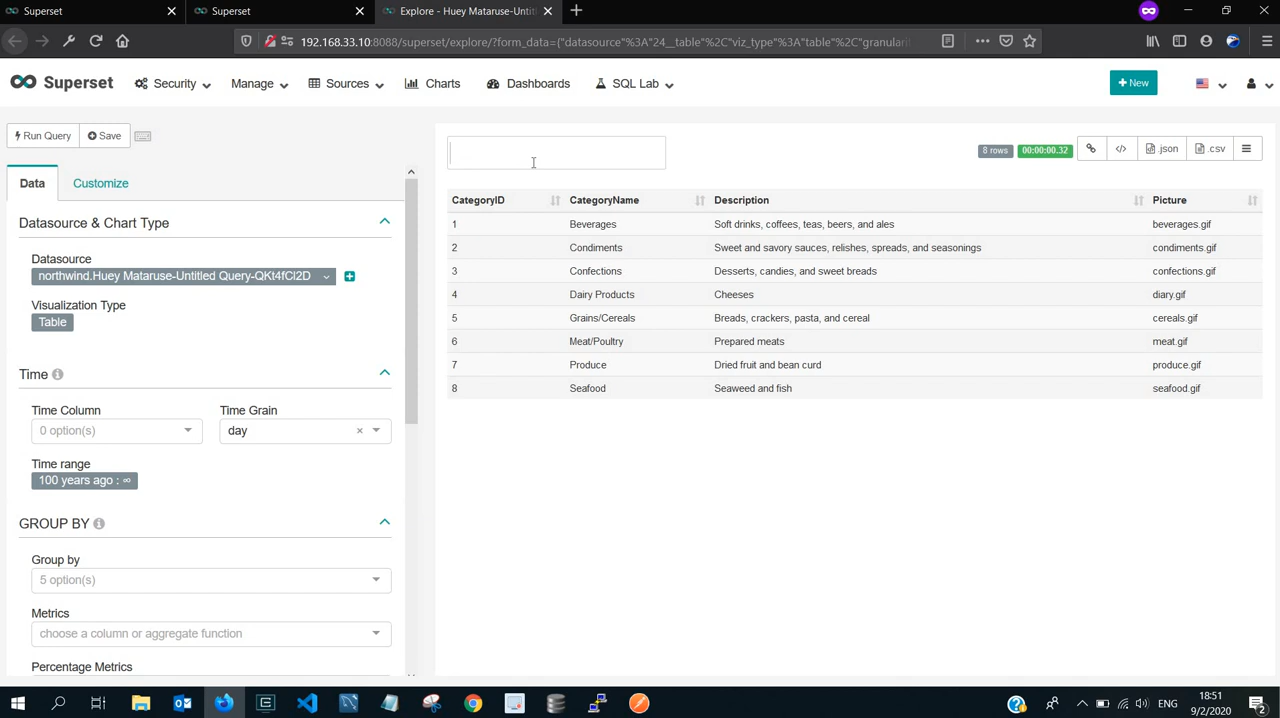 Superset
Superset
Explore - Huey Mataruse-Untitl
192.168.33.10:8088/superset/explore/?form_data={"datasource"%3A"24__table"%2C"viz_type"%3A"table"%2C"granulari
Superset Security Manage Sources Charts Dashboards SQL Lab + New
Run Query Save
8 rows 00:00:00.32 </> .json .csv
Data Customize
Datasource & Chart Type
Datasource
northwind.Huey Mataruse-Untitled Query-QKt4fCl2D
Visualization Type
Table
Time
Time Column Time Grain
0 option(s) day
Time range
100 years ago : ∞
GROUP BY
Group by
5 option(s)
Metrics
choose a column or aggregate function
Percentage Metrics
CategoryID CategoryName Description Picture
1 Beverages Soft drinks, coffees, teas, beers, and ales beverages.gif
2 Condiments Sweet and savory sauces, relishes, spreads, and seasonings condiments.gif
3 Confections Desserts, candies, and sweet breads confections.gif
4 Dairy Products Cheeses diary.gif
5 Grains/Cereals Breads, crackers, pasta, and cereal cereals.gif
6 Meat/Poultry Prepared meats meat.gif
7 Produce Dried fruit and bean curd produce.gif
8 Seafood Seaweed and fish seafood.gif
ENG
18:51
9/2/2020
2